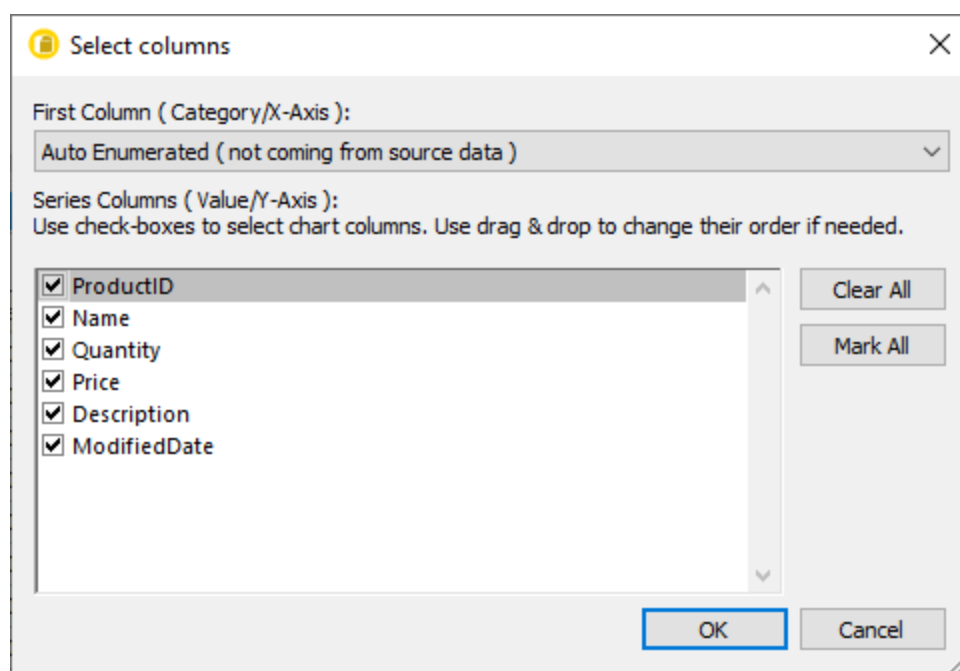 Select columns
First Column ( Category/X-Axis ):
Auto Enumerated ( not coming from source data )
Series Columns ( Value/Y-Axis ):
Use check-boxes to select chart columns. Use drag & drop to change their order if needed.
ProductID
Name
Quantity
Price
Description
ModifiedDate
Clear All
Mark All
OK
Cancel